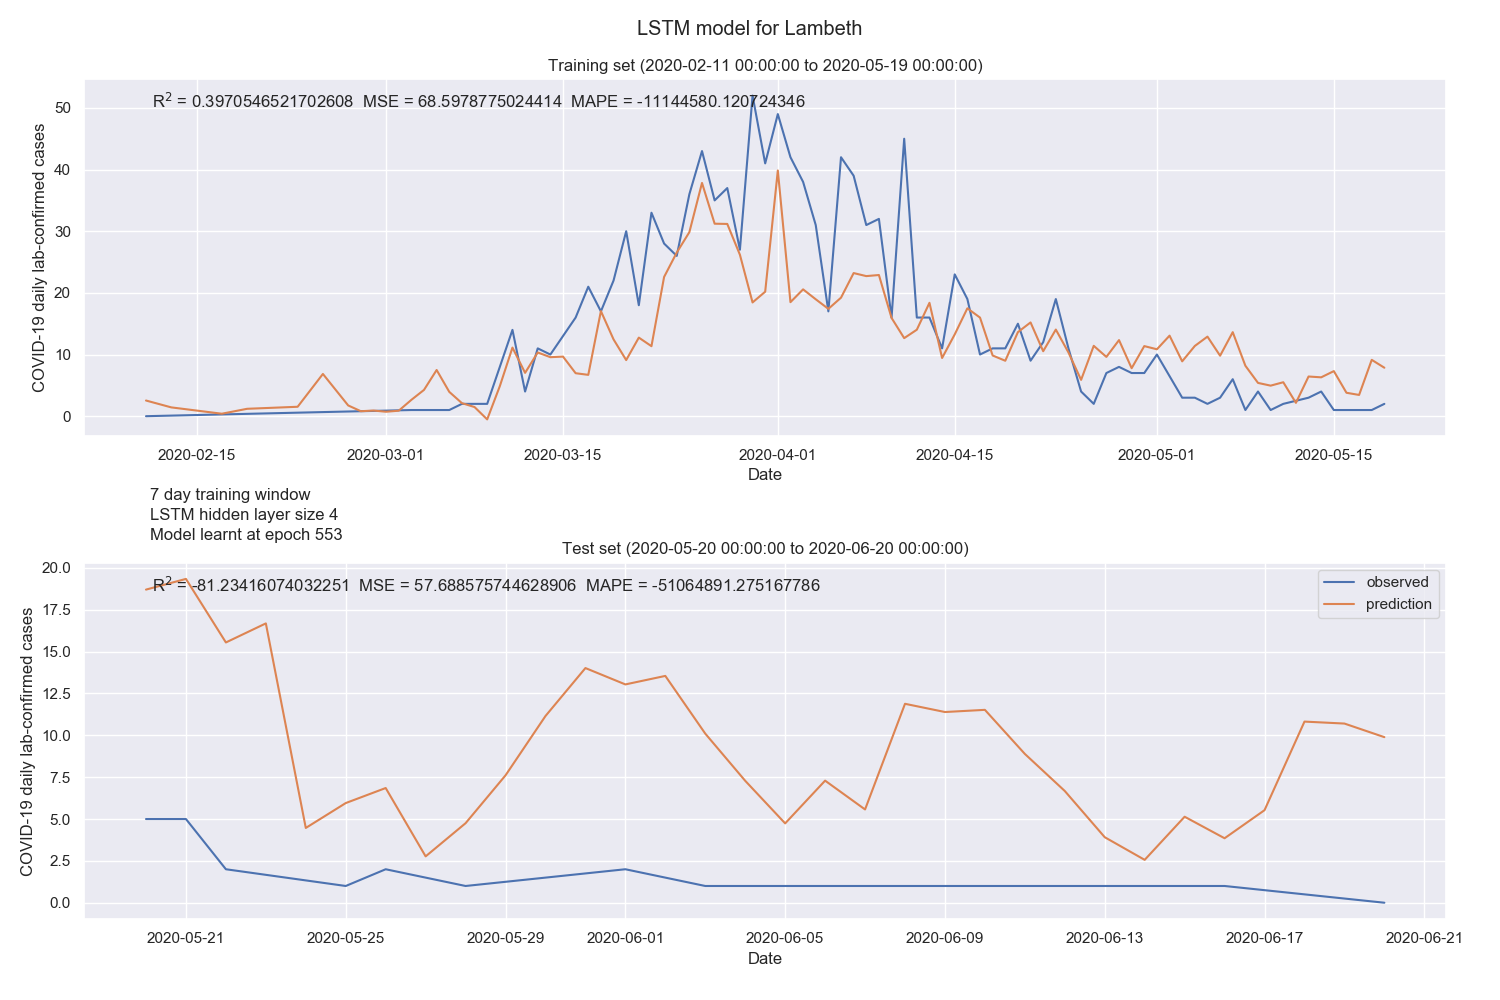 LSTM model for Lambeth
Training set (2020-02-11 00:00:00 to 2020-05-19 00:00:00)
R² = 0.3970546521702608 MSE = 68.5978775024414 MAPE = -11144580.120724346
COVID-19 daily lab-confirmed cases
50
40
30
20
10
0
2020-02-15 2020-03-01 2020-03-15 2020-04-01 2020-04-15 2020-05-01 2020-05-15
Date
7 day training window
LSTM hidden layer size 4
Model learnt at epoch 553
Test set (2020-05-20 00:00:00 to 2020-06-20 00:00:00)
R² = -81.23416074032251 MSE = 57.688575744628906 MAPE = -51064891.275167786
observed
prediction
COVID-19 daily lab-confirmed cases
20.0
17.5
15.0
12.5
10.0
7.5
5.0
2.5
0.0
2020-05-21 2020-05-25 2020-05-29 2020-06-01 2020-06-05 2020-06-09 2020-06-13 2020-06-17 2020-06-21
Date